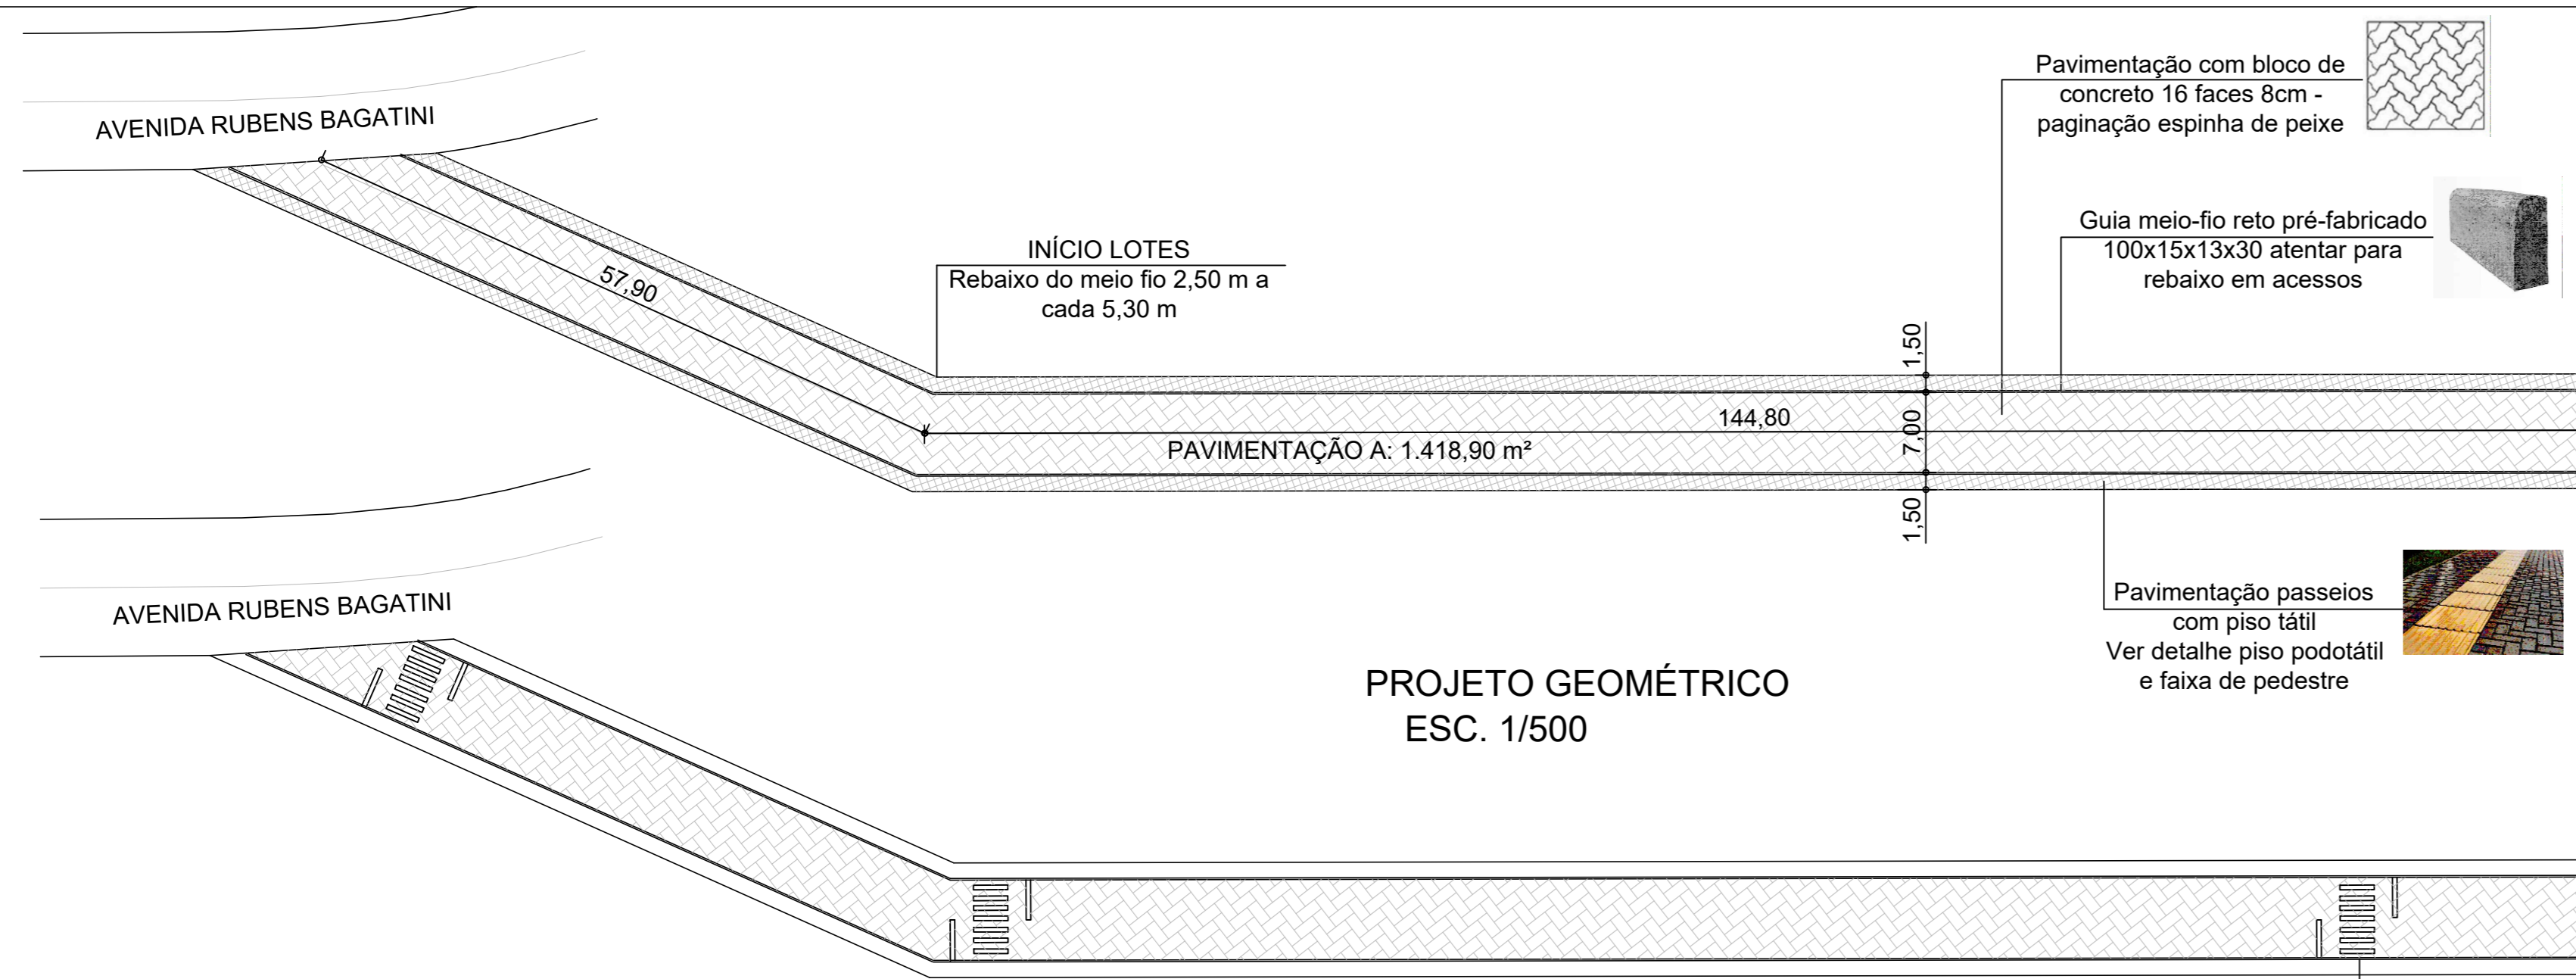 AVENIDA RUBENS BAGATINI
57,90
INÍCIO LOTES
Rebaixo do meio fio 2,50 m a
cada 5,30 m
Pavimentação com bloco de
concreto 16 faces 8cm -
paginação espinha de peixe
Guia meio-fio reto pré-fabricado
100x15x13x30 atentar para
rebaixo em acessos
1,50
144,80
7,00
PAVIMENTAÇÃO A: 1.418,90 m²
1,50
Pavimentação passeios
com piso tátil
Ver detalhe piso podotátil
e faixa de pedestre
AVENIDA RUBENS BAGATINI
PROJETO GEOMÉTRICO
ESC. 1/500